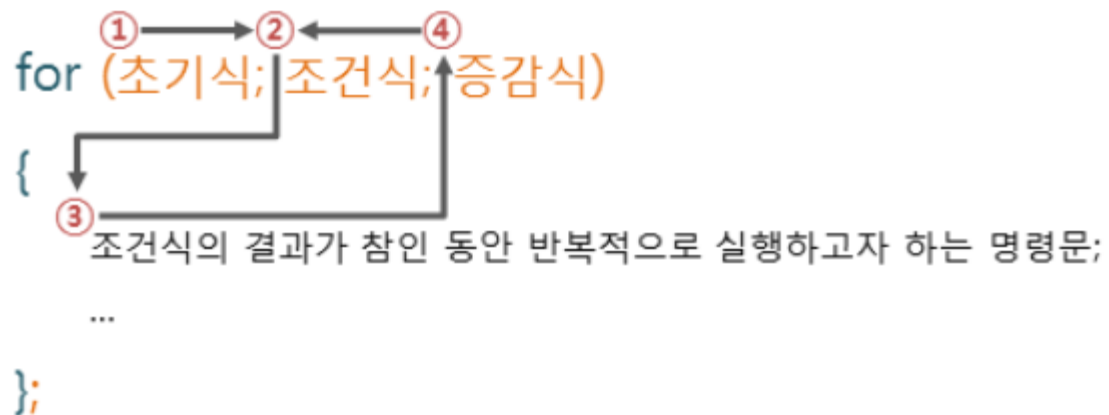 ① ② ④
for (초기식; 조건식; 증감식)
{
③
조건식의 결과가 참인 동안 반복적으로 실행하고자 하는 명령문;
...
};